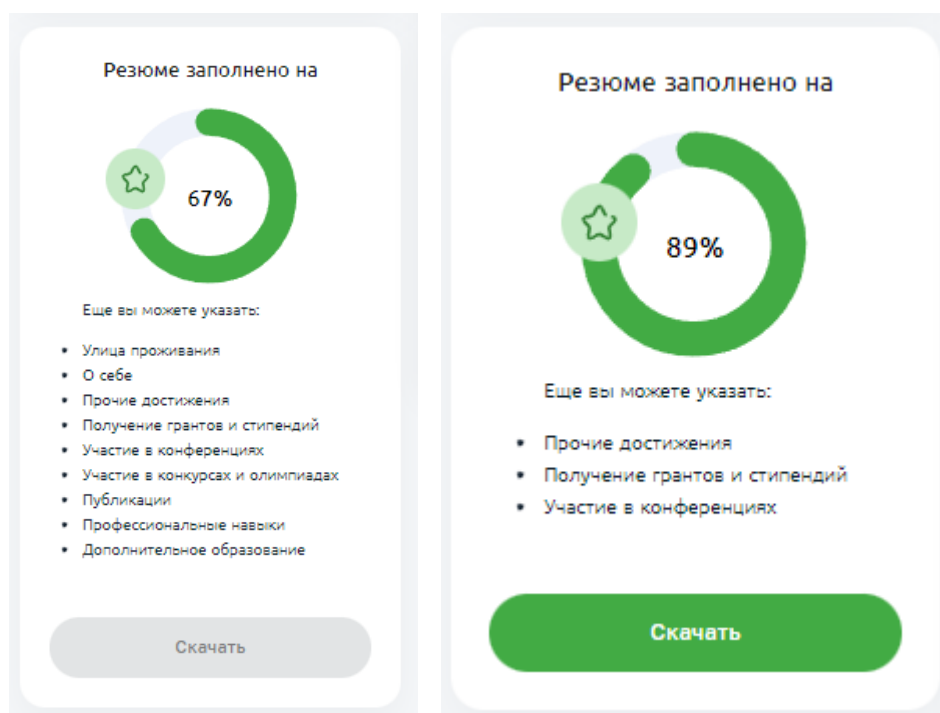 Резюме заполнено на
67%
Еще вы можете указать:
• Улица проживания
• О себе
• Прочие достижения
• Получение грантов и стипендий
• Участие в конференциях
• Участие в конкурсах и олимпиадах
• Публикации
• Профессиональные навыки
• Дополнительное образование
Скачать
Резюме заполнено на
89%
Еще вы можете указать:
• Прочие достижения
• Получение грантов и стипендий
• Участие в конференциях
Скачать